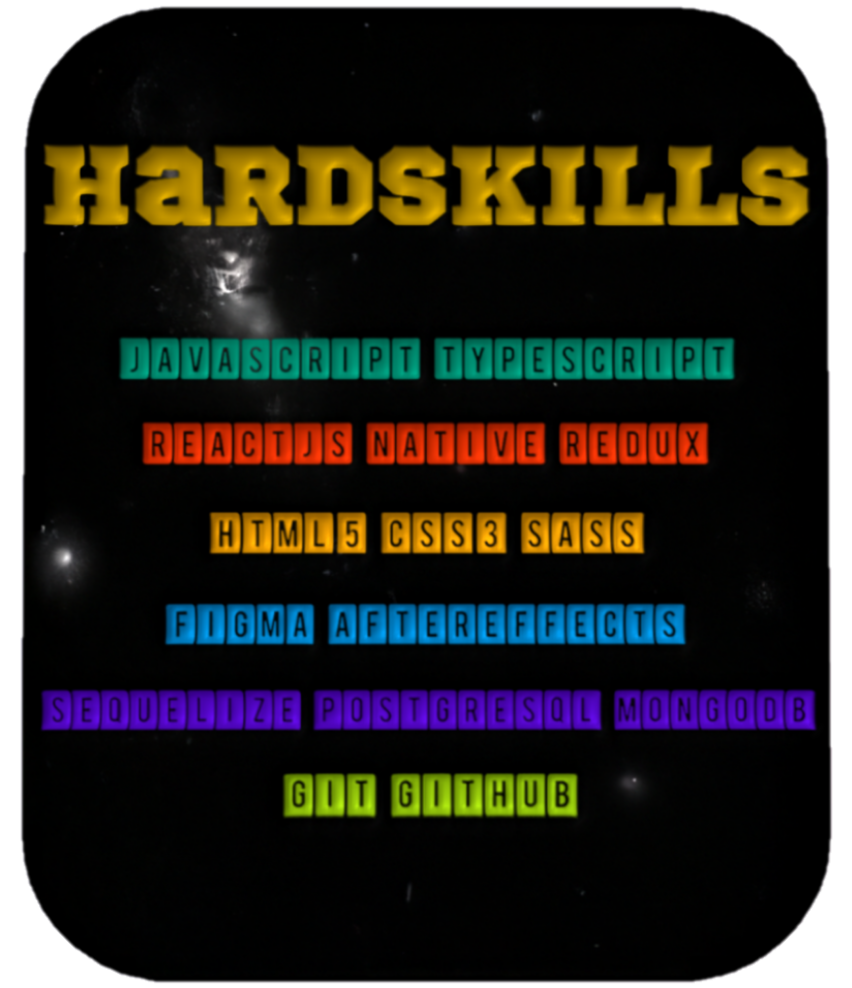 HaRDSKILLS
JAVASCRIPT TYPESCRIPT
REACTJS NATIVE REDUX
HTML5 CSS3 SASS
FIGMA AFTEREFFECTS
SEQUELIZE POSTGRESQL MONGODB
GIT GITHUB